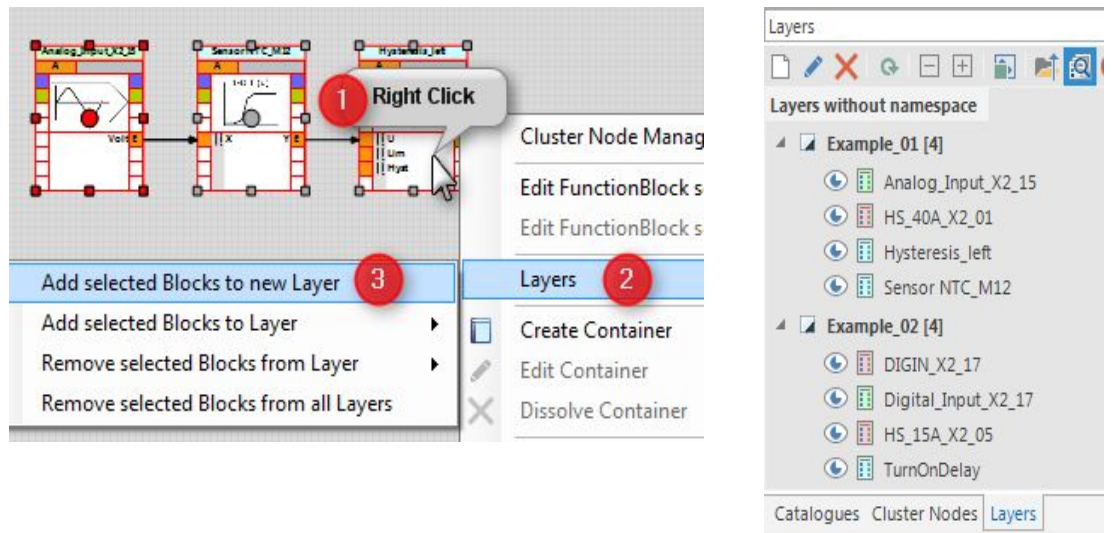 Analog_Input_X2_15
Sensor NTC_M12
Hysteresis_left
A
A
1
Right Click
Volt E
X
Y E
U
Lim
Hyst
Cluster Node Manag
Edit FunctionBlock s
Edit FunctionBlock s
Add selected Blocks to new Layer
3
Layers
2
Add selected Blocks to Layer
Create Container
Remove selected Blocks from Layer
Edit Container
Remove selected Blocks from all Layers
Dissolve Container
Layers
Layers without namespace
Example_01 [4]
Analog_Input_X2_15
HS_40A_X2_01
Hysteresis_left
Sensor NTC_M12
Example_02 [4]
DIGIN_X2_17
Digital_Input_X2_17
HS_15A_X2_05
TurnOnDelay
Catalogues Cluster Nodes Layers